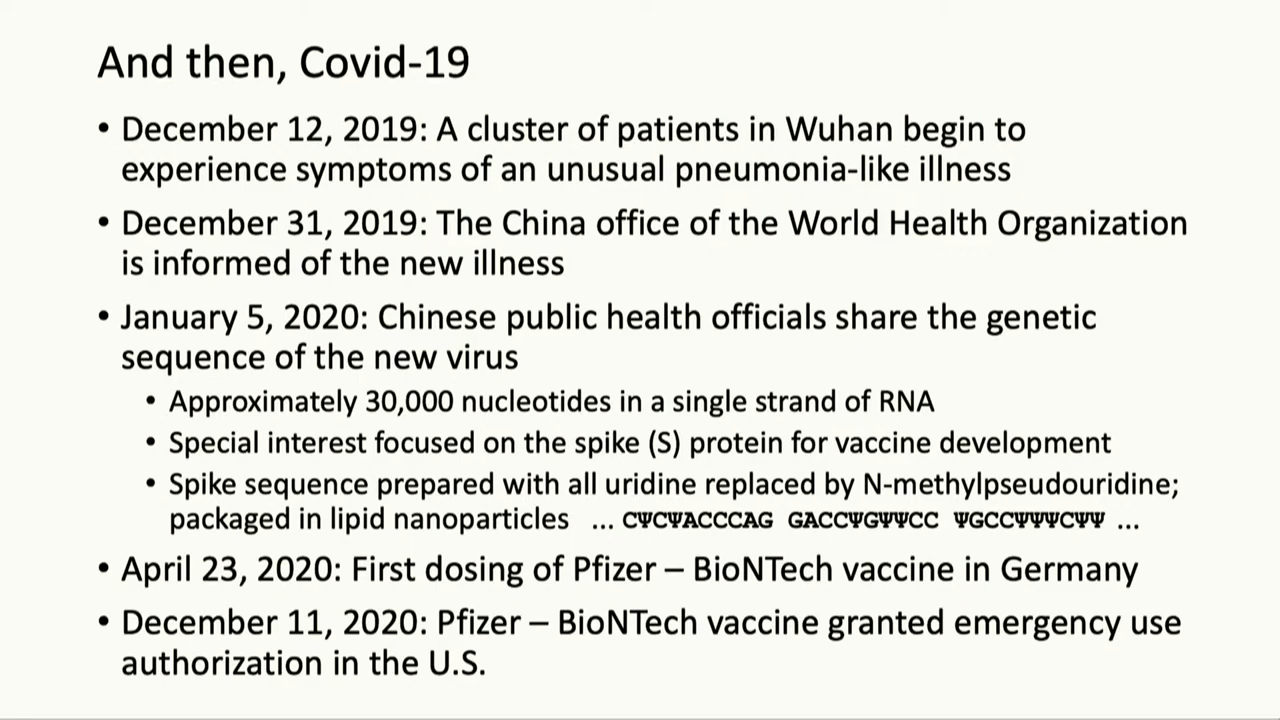 And then, Covid-19
• December 12, 2019: A cluster of patients in Wuhan begin to
experience symptoms of an unusual pneumonia-like illness
• December 31, 2019: The China office of the World Health Organization
is informed of the new illness
• January 5, 2020: Chinese public health officials share the genetic
sequence of the new virus
• Approximately 30,000 nucleotides in a single strand of RNA
• Special interest focused on the spike (S) protein for vaccine development
• Spike sequence prepared with all uridine replaced by N-methylpseudouridine;
packaged in lipid nanoparticles ... CΨCΨACCCAG GACCΨGΨΨCC ΨGCCΨΨΨCΨΨ ...
• April 23, 2020: First dosing of Pfizer – BioNTech vaccine in Germany
• December 11, 2020: Pfizer – BioNTech vaccine granted emergency use
authorization in the U.S.